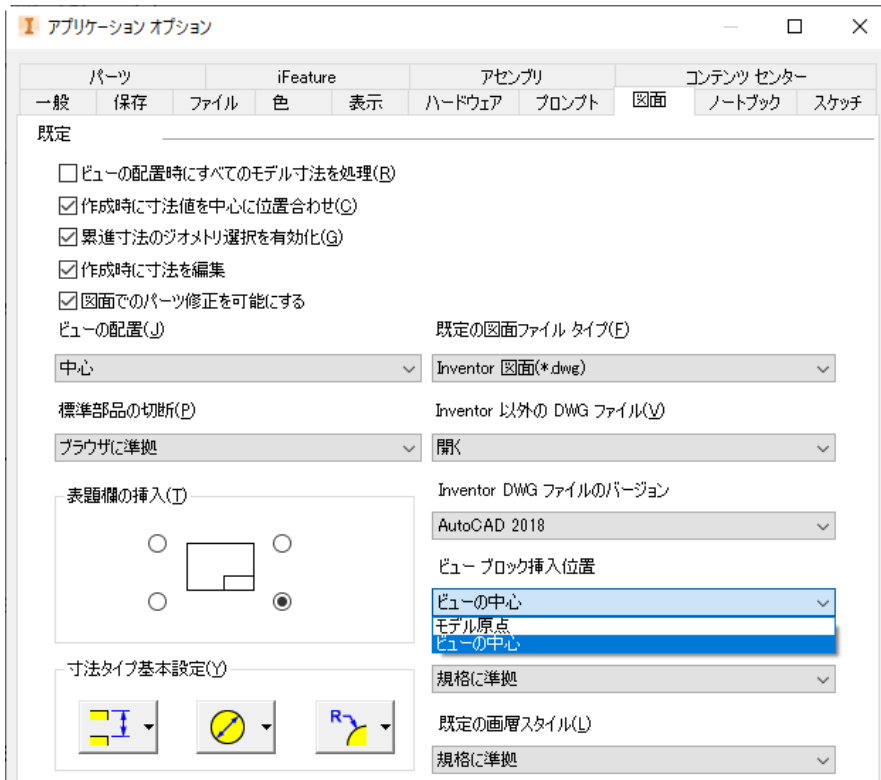 アプリケーション オプション
パーツ iFeature アセンブリ コンテンツ センター
一般 保存 ファイル 色 表示 ハードウェア プロンプト 図面 ノートブック スケッチ
既定
ビューの配置時にすべてのモデル寸法を処理(R)
作成時に寸法値を中心に位置合わせ(C)
累進寸法のジオメトリ選択を有効化(G)
作成時に寸法を編集
図面でのパーツ修正を可能にする
ビューの配置(J)
中心
標準部品の切断(P)
ブラウザに準拠
表題欄の挿入(T)
寸法タイプ基本設定(Y)
R
既定の図面ファイル タイプ(F)
Inventor 図面(*.dwg)
Inventor 以外の DWG ファイル(V)
開く
Inventor DWG ファイルのバージョン
AutoCAD 2018
ビュー ブロック挿入位置
ビューの中心
モデル原点
ビューの中心
規格に準拠
既定の画層スタイル(L)
規格に準拠